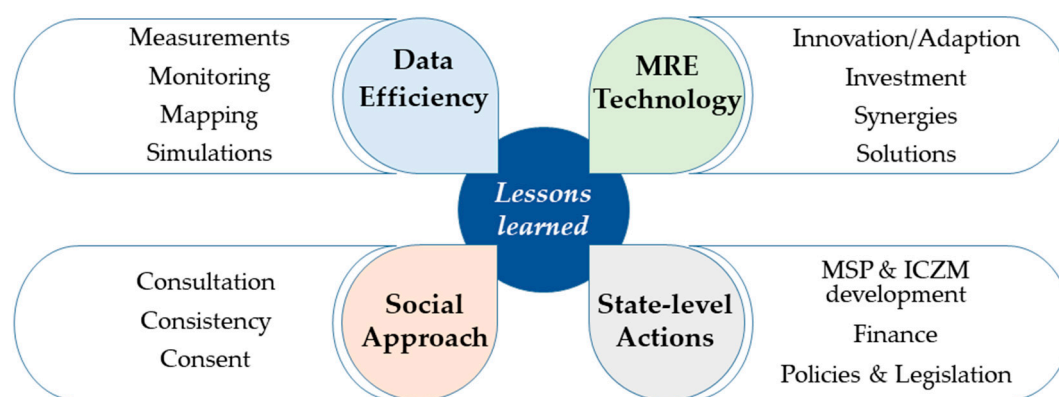 Measurements
Monitoring
Mapping
Simulations
Data
Efficiency
MRE
Technology
Innovation/Adaption
Investment
Synergies
Solutions
Lessons
learned
Consultation
Consistency
Consent
Social
Approach
State-level
Actions
MSP & ICZM
development
Finance
Policies & Legislation